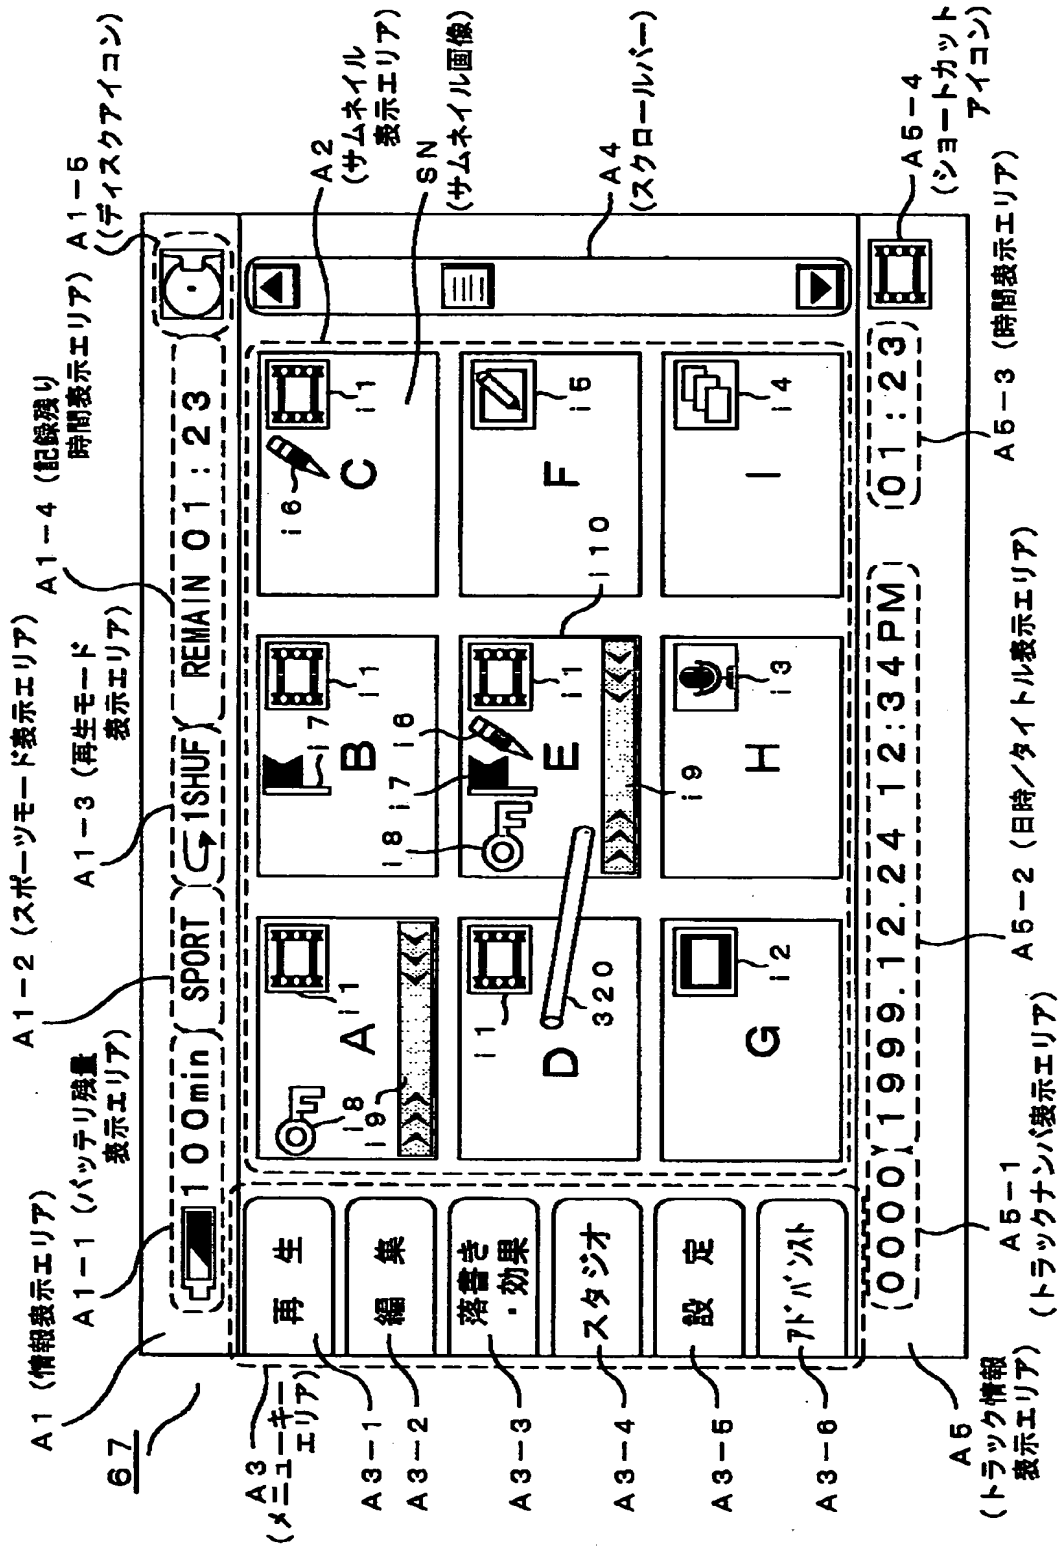 67
A1 (情報表示エリア)
A1−1 (バッテリ残量
表示エリア)
A1−2 (スポーツモード表示エリア)
A1−3 (再生モード
表示エリア)
A1−4 (記録残り
時間表示エリア)
A1−5
((ディスクアイコン)
A2
(サムネイル
表示エリア)
SN
(サムネイル画像)
A4
(スクロールバー)
A5−4
(ショートカット
アイコン)
100min
SPORT
1SHUF
REMAIN 01:23
再生
編集
落書き
・効果
スタジオ
設定
アドバンスト
A
i8
i9
i1
B
i7
i1
C
i6
i1
D
i1
320
E
i8
i7
i6
i1
i9
i10
F
i5
G
i2
H
i3
I
i4
0000
1999.12.24 12:34PM
01:23
A3
(メニューキー
エリア)
A3−1
A3−2
A3−3
A3−4
A3−5
A3−6
A5
(トラック情報
表示エリア)
A5−1
(トラックナンバ表示エリア)
A5−2 (日時/タイトル表示エリア)
A5−3 (時間表示エリア)